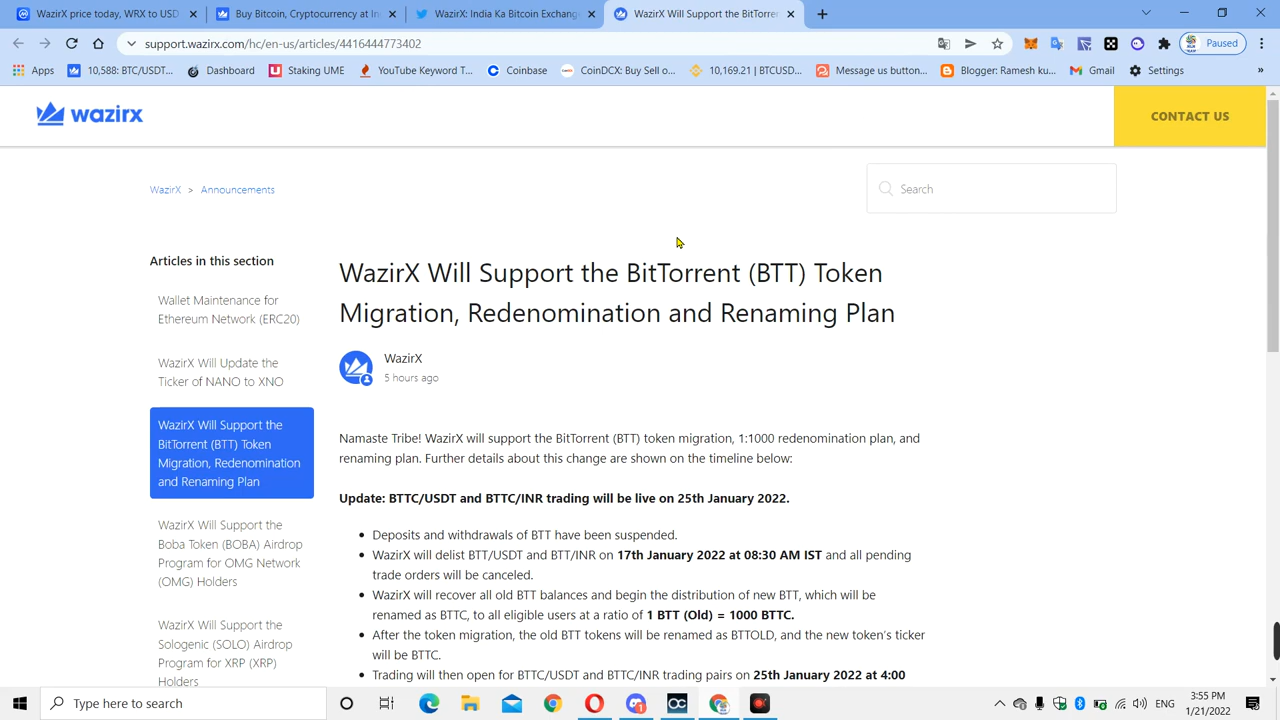 WazirX price today, WRX to USD
Buy Bitcoin, Cryptocurrency at In
WazirX: India Ka Bitcoin Exchang
WazirX Will Support the BitTorren
support.wazirx.com/hc/en-us/articles/4416444773402
Paused
Apps
10,588: BTC/USDT...
Dashboard
Staking UME
YouTube Keyword T...
Coinbase
CoinDCX: Buy Sell o...
10,169.21 | BTCUSD...
Message us button...
Blogger: Ramesh ku...
Gmail
Settings
»
wazirx
CONTACT US
WazirX > Announcements
Search
Articles in this section
Wallet Maintenance for
Ethereum Network (ERC20)
WazirX Will Update the
Ticker of NANO to XNO
WazirX Will Support the
BitTorrent (BTT) Token
Migration, Redenomination
and Renaming Plan
WazirX Will Support the
Boba Token (BOBA) Airdrop
Program for OMG Network
(OMG) Holders
WazirX Will Support the
Sologenic (SOLO) Airdrop
Program for XRP (XRP)
Holders
WazirX Will Support the BitTorrent (BTT) Token
Migration, Redenomination and Renaming Plan
WazirX
5 hours ago
Namaste Tribe! WazirX will support the BitTorrent (BTT) token migration, 1:1000 redenomination plan, and
renaming plan. Further details about this change are shown on the timeline below:
Update: BTTC/USDT and BTTC/INR trading will be live on 25th January 2022.
• Deposits and withdrawals of BTT have been suspended.
• WazirX will delist BTT/USDT and BTT/INR on 17th January 2022 at 08:30 AM IST and all pending
trade orders will be canceled.
• WazirX will recover all old BTT balances and begin the distribution of new BTT, which will be
renamed as BTTC, to all eligible users at a ratio of 1 BTT (Old) = 1000 BTTC.
• After the token migration, the old BTT tokens will be renamed as BTTOLD, and the new token's ticker
will be BTTC.
• Trading will then open for BTTC/USDT and BTTC/INR trading pairs on 25th January 2022 at 4:00
Type here to search
ENG
3:55 PM
1/21/2022